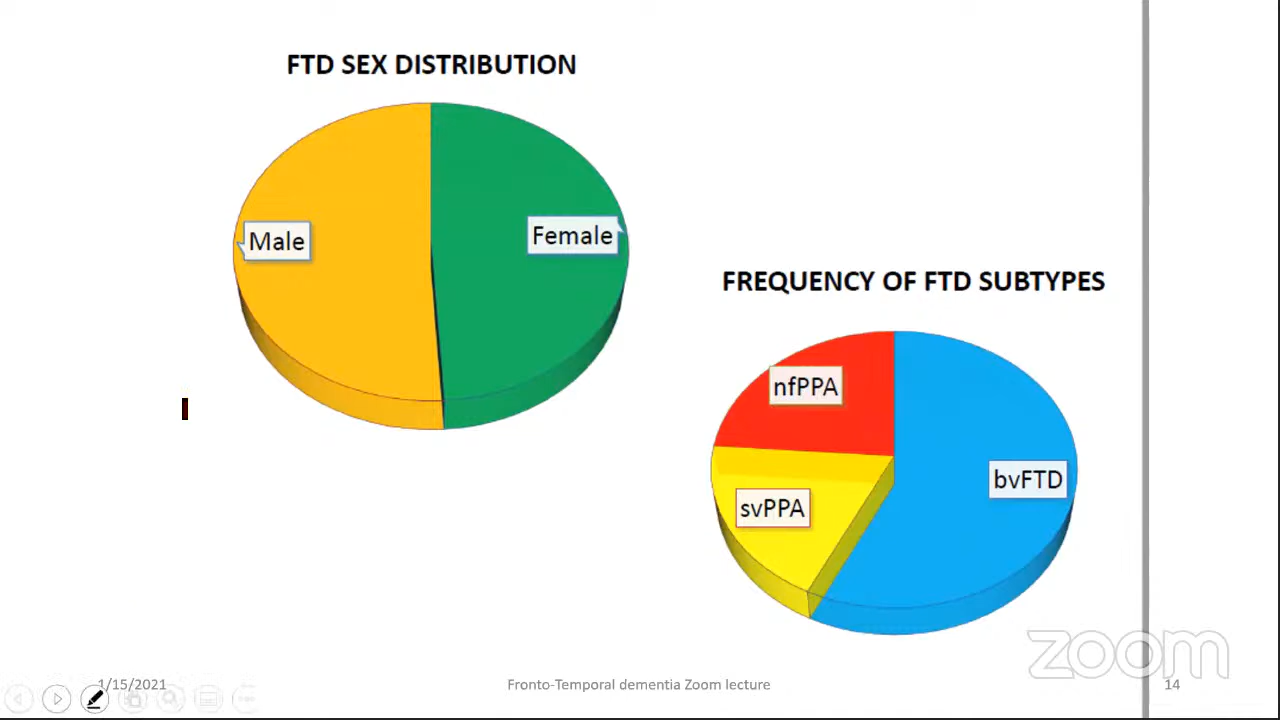 FTD SEX DISTRIBUTION
Male
Female
FREQUENCY OF FTD SUBTYPES
nfPPA
bvFTD
svPPA
zoom
1/15/2021
Fronto-Temporal dementia Zoom lecture
14